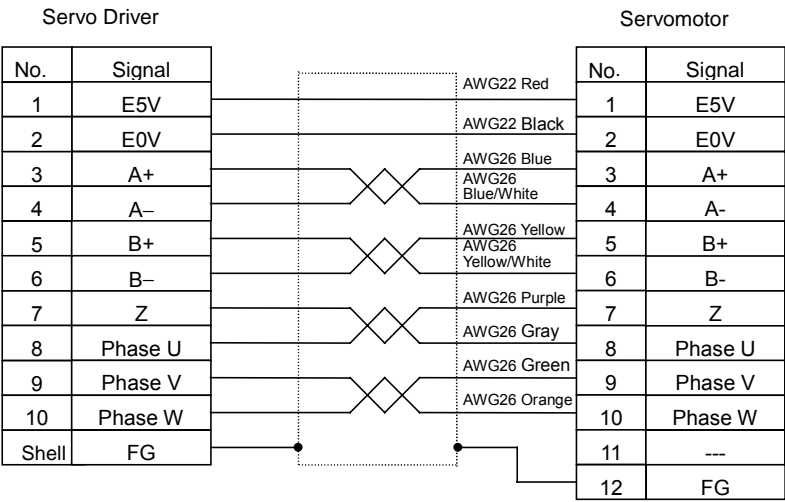 Servo Driver
Servomotor
No. Signal
1 E5V
2 E0V
3 A+
4 A–
5 B+
6 B–
7 Z
8 Phase U
9 Phase V
10 Phase W
Shell FG
AWG22 Red
AWG22 Black
AWG26 Blue
AWG26
Blue/White
AWG26 Yellow
AWG26
Yellow/White
AWG26 Purple
AWG26 Gray
AWG26 Green
AWG26 Orange
No. Signal
1 E5V
2 E0V
3 A+
4 A-
5 B+
6 B-
7 Z
8 Phase U
9 Phase V
10 Phase W
11 ---
12 FG